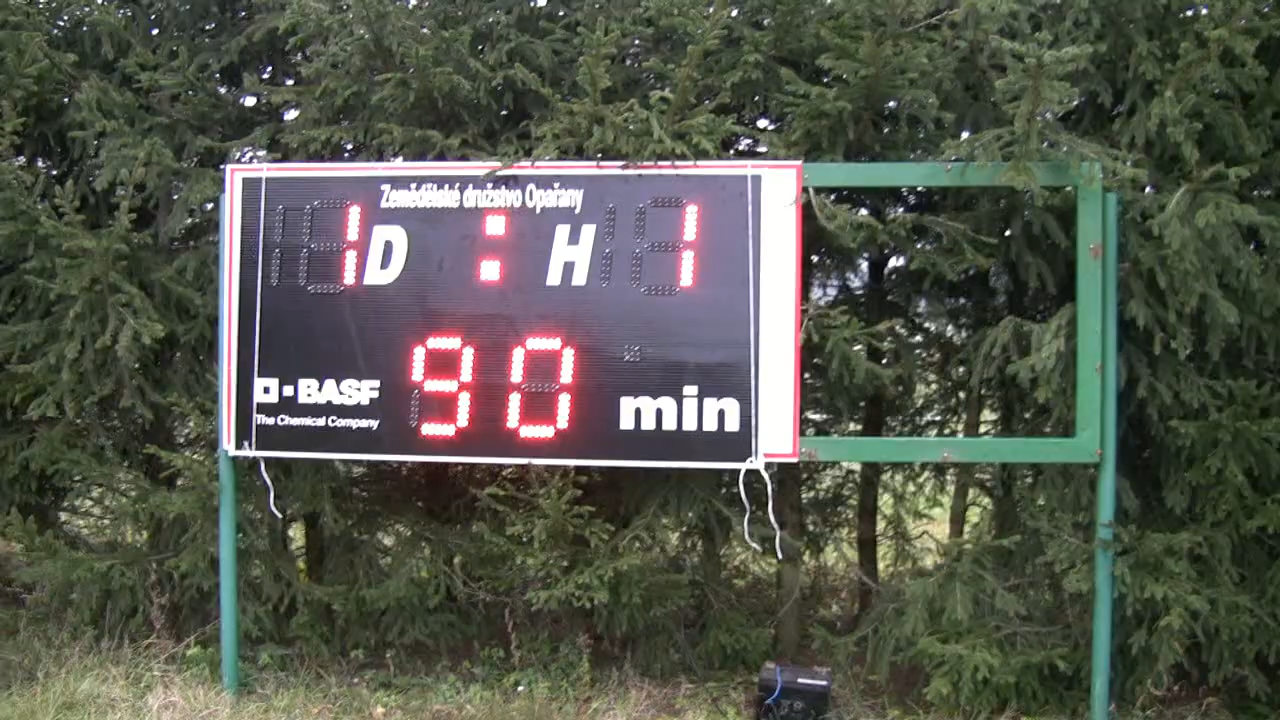 Zemědělské družstvo Opařany
1 D : H 1
90 min
BASF
The Chemical Company